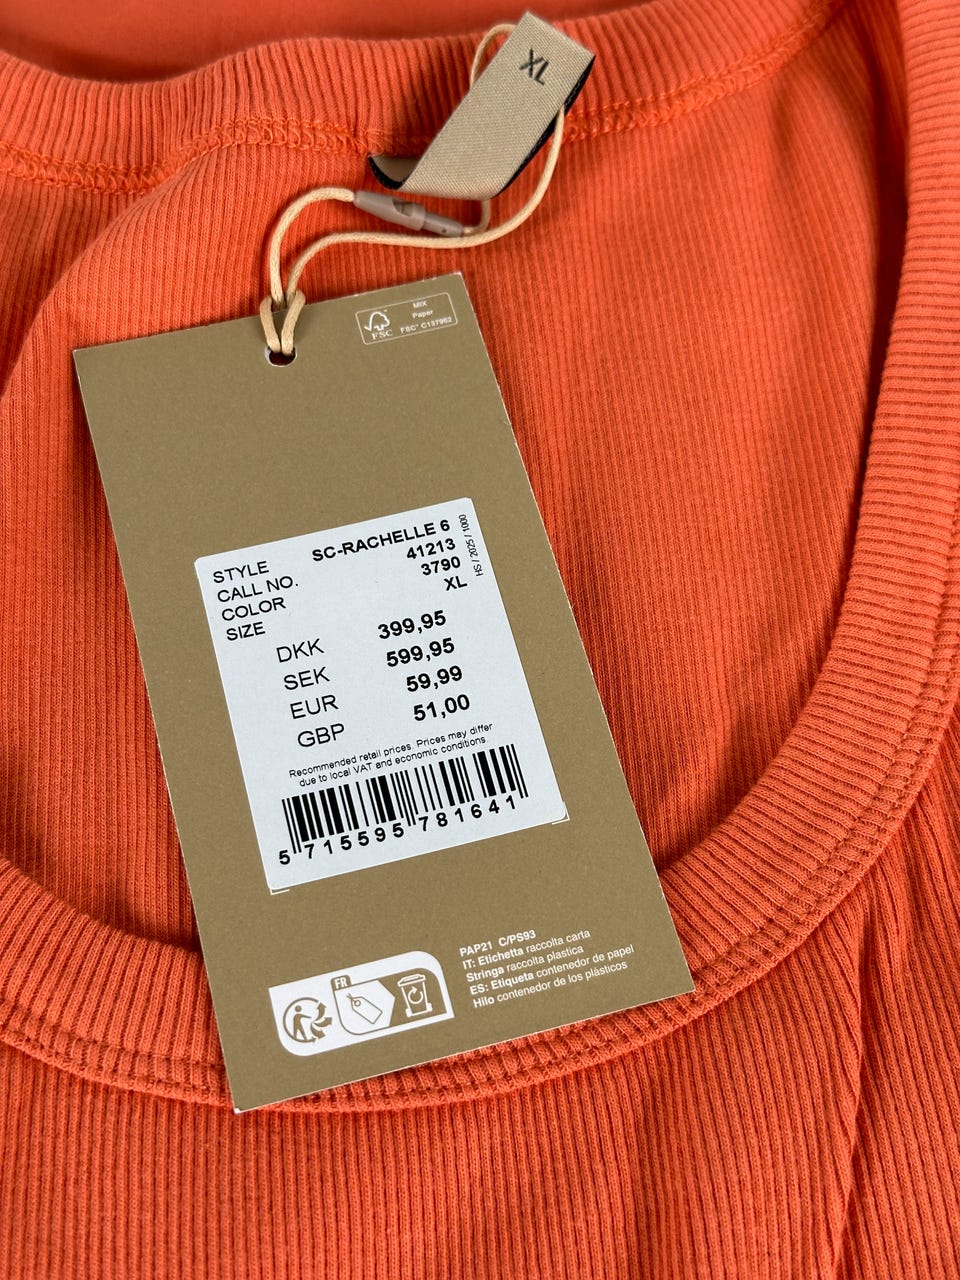 XL
MIX
Paper
FSC
FSC® C137962
STYLE SC-RACHELLE 6
CALL NO. 41213
COLOR 3790
SIZE XL
HS / 2025 / 1000
DKK 399,95
SEK 599,95
EUR 59,99
GBP 51,00
Recommended retail prices. Prices may differ
due to local VAT and economic conditions
5 715595 781641
PAP21 C/PS93
IT: Etichetta raccolta carta
Stringa raccolta plastica
ES: Etiqueta contenedor de papel
Hilo contenedor de los plásticos
FR